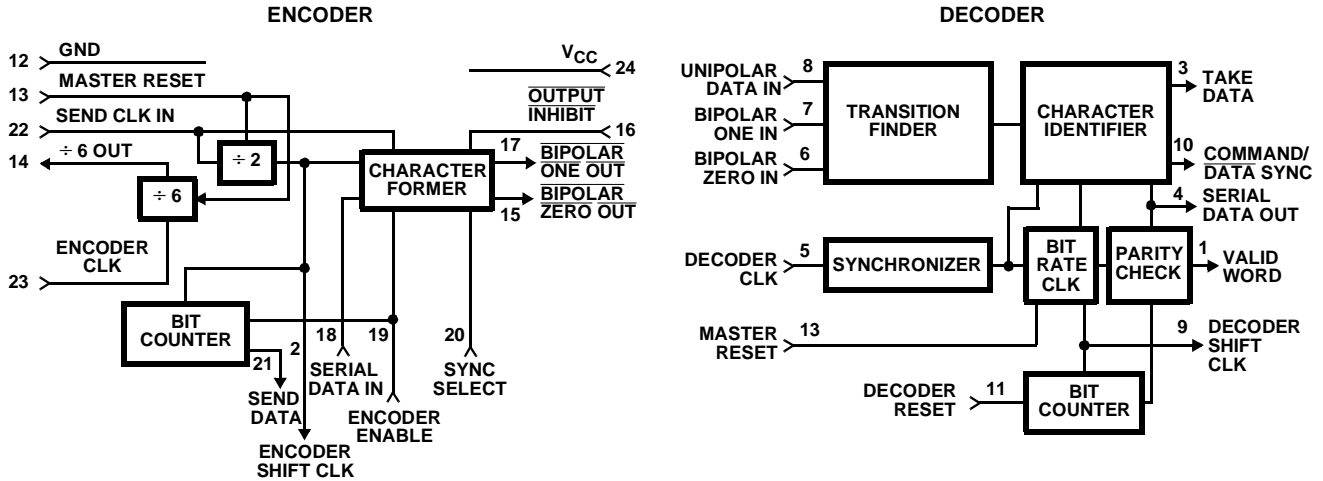 ENCODER
12
GND
MASTER RESET
13
SEND CLK IN
22
÷ 6 OUT
14
÷ 2
÷ 6
ENCODER
CLK
23
VCC
24
OUTPUT
INHIBIT
16
17
BIPOLAR
ONE OUT
CHARACTER
FORMER
BIPOLAR
ZERO OUT
15
BIT
COUNTER
21
2
18
19
20
SEND
DATA
SERIAL
DATA IN
SYNC
SELECT
ENCODER
ENABLE
ENCODER
SHIFT CLK
DECODER
UNIPOLAR
DATA IN
8
BIPOLAR
ONE IN
7
BIPOLAR
ZERO IN
6
TRANSITION
FINDER
CHARACTER
IDENTIFIER
3
TAKE
DATA
10
COMMAND/
DATA SYNC
4
SERIAL
DATA OUT
DECODER
CLK
5
SYNCHRONIZER
BIT
RATE
CLK
PARITY
CHECK
1
VALID
WORD
MASTER
RESET
13
9
DECODER
SHIFT
CLK
DECODER
RESET
11
BIT
COUNTER